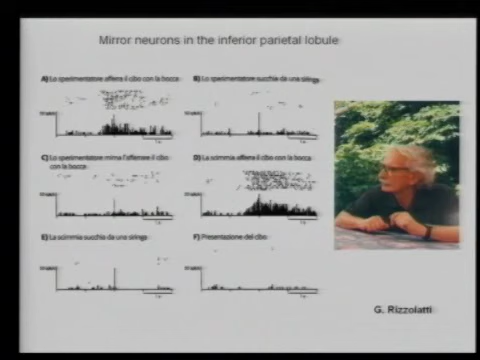 Mirror neurons in the inferior parietal lobule
A) Lo sperimentatore afferra il cibo con la bocca
B) Lo sperimentatore succhia da una siringa
C) Lo sperimentatore mima l'afferrare il cibo
con la bocca
D) La scimmia afferra il cibo con la bocca
E) La scimmia succhia da una siringa
F) Presentazione del cibo
G. Rizzolatti